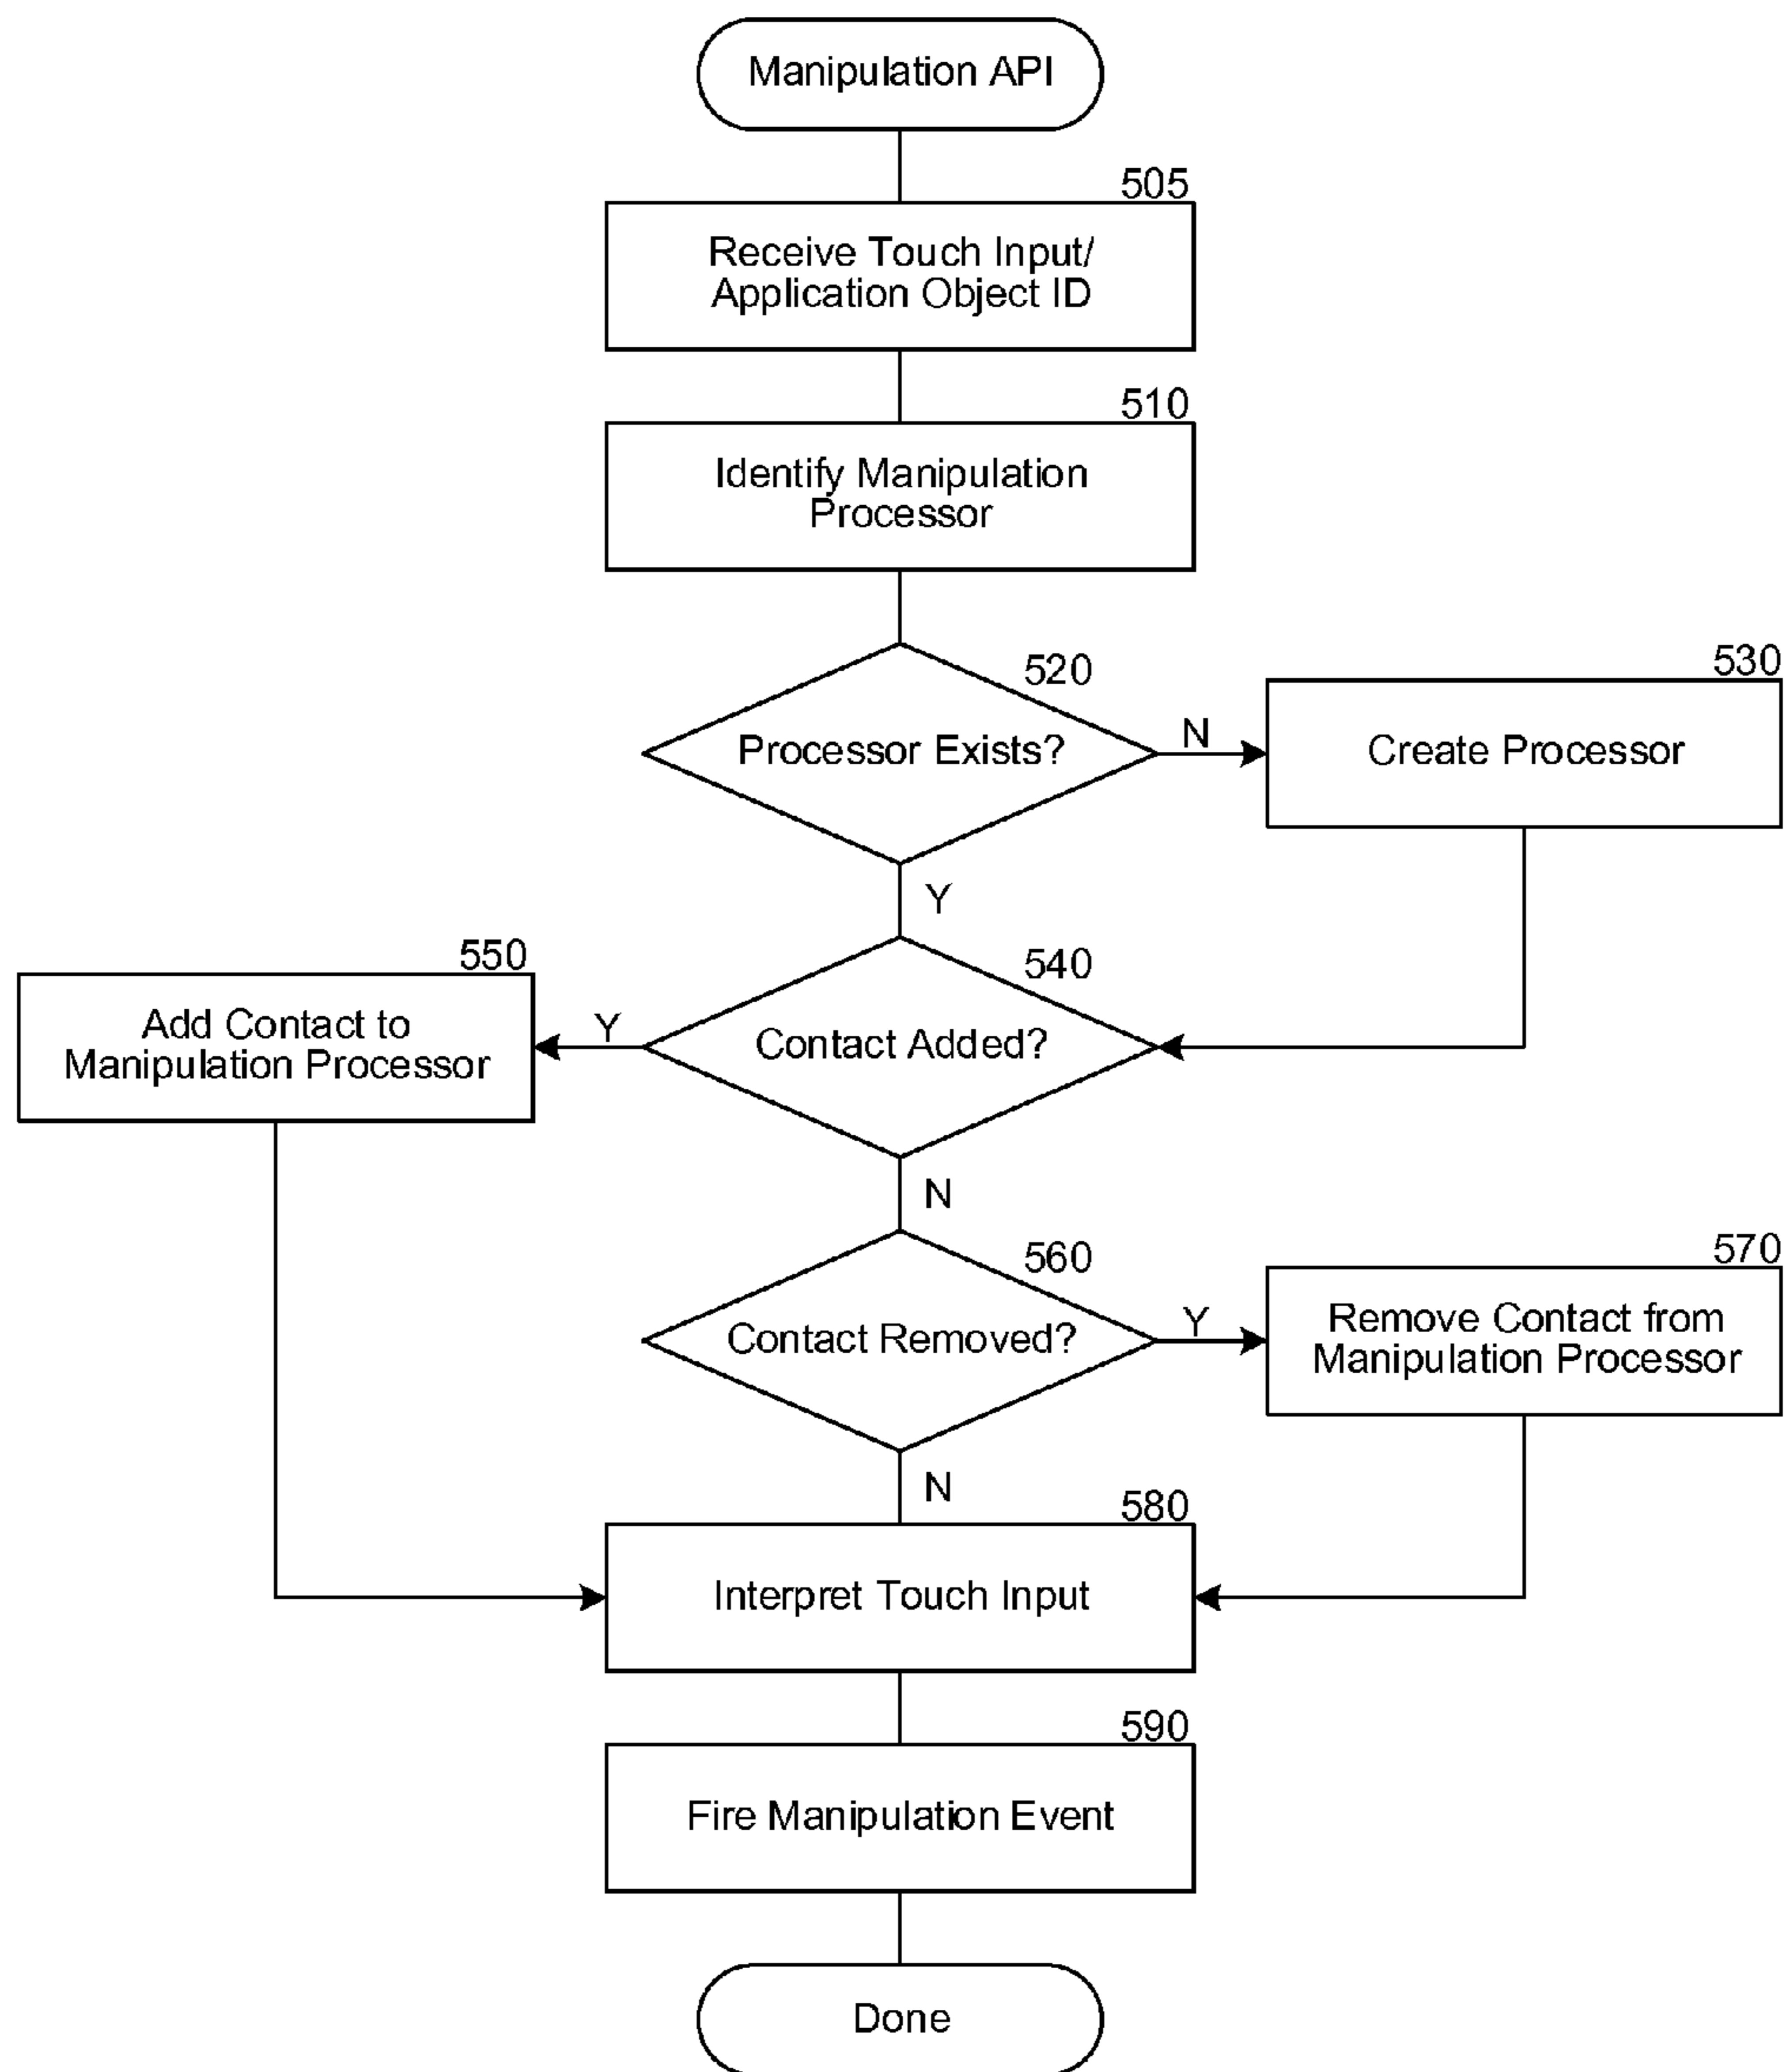 Manipulation API
505
Receive Touch Input/
Application Object ID
510
Identify Manipulation
Processor
520
Processor Exists?
N
530
Create Processor
Y
550
Add Contact to
Manipulation Processor
Y
540
Contact Added?
N
560
Contact Removed?
Y
570
Remove Contact from
Manipulation Processor
N
580
Interpret Touch Input
590
Fire Manipulation Event
Done